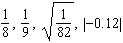 1/8, 1/9, √(1/82), |−0.12|